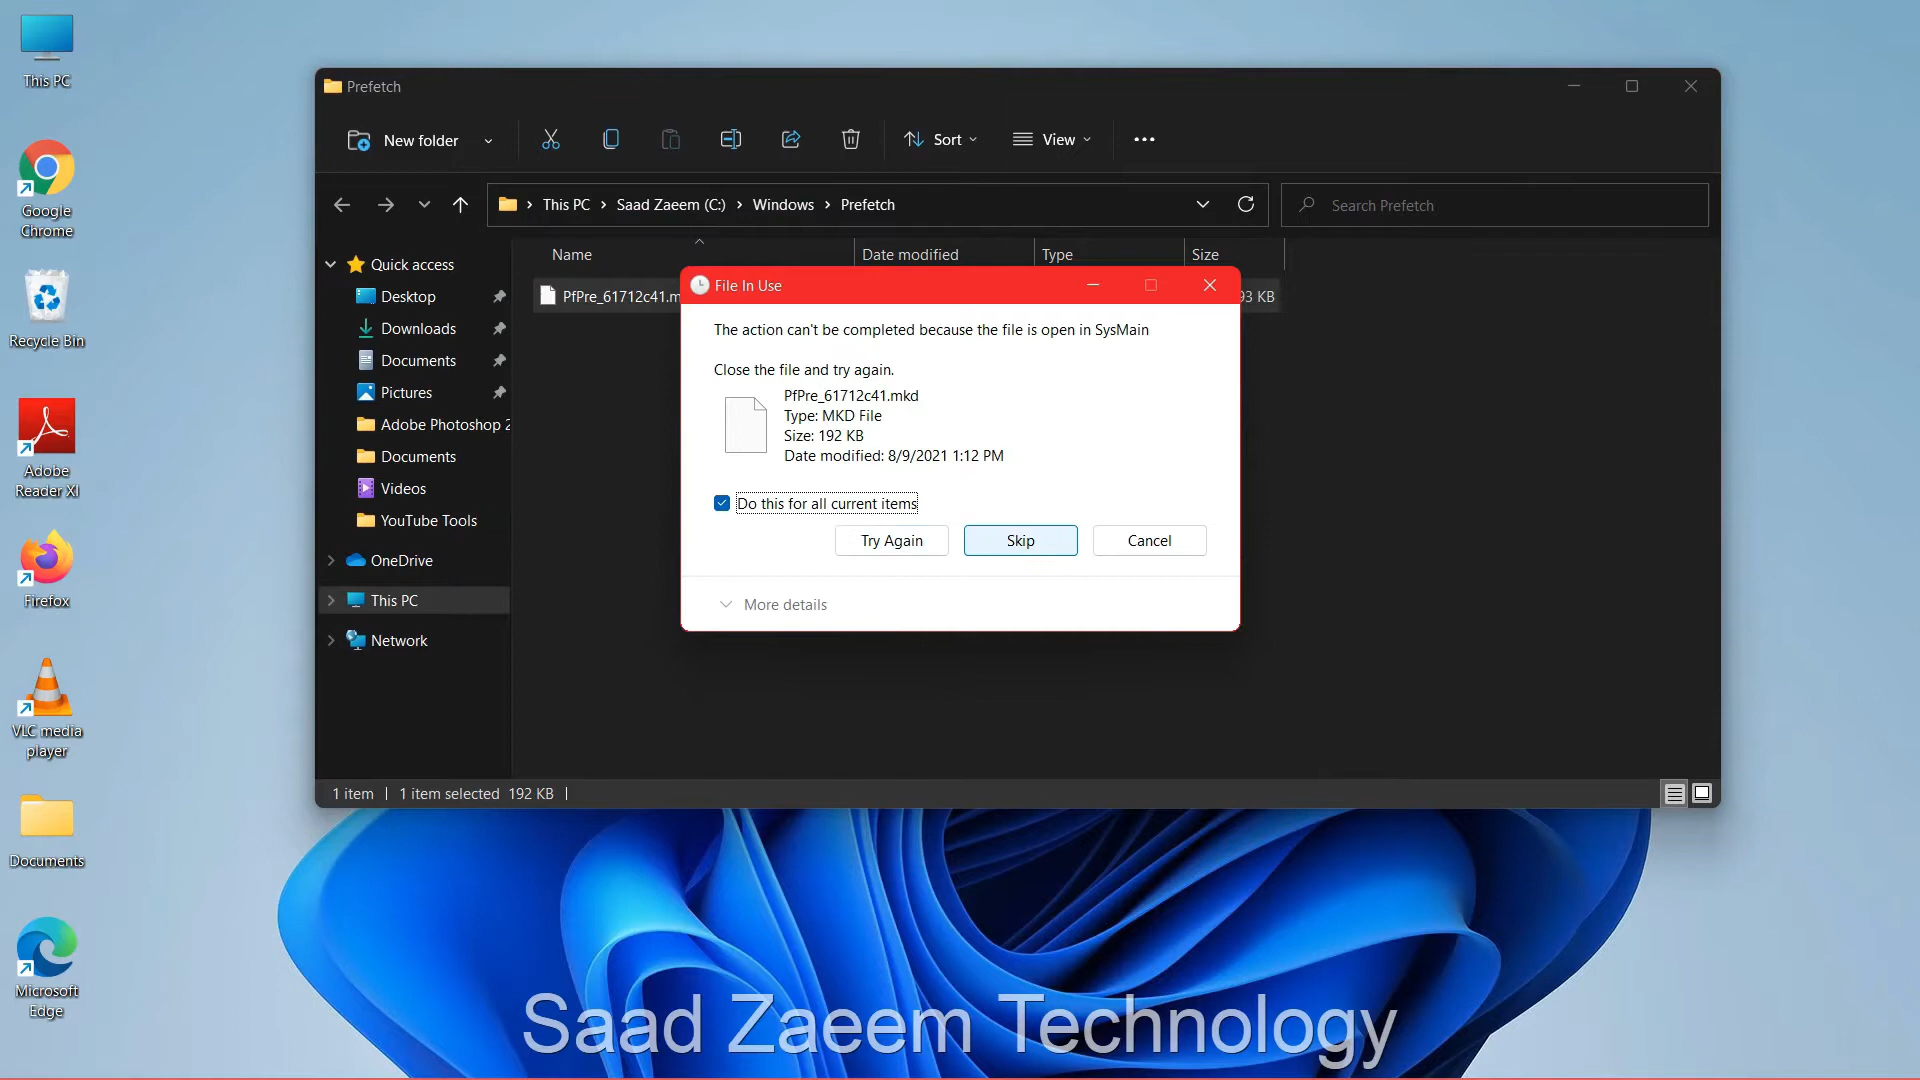 This PC
Google
Chrome
Recycle Bin
Adobe
Reader XI
Firefox
VLC media
player
Documents
Microsoft
Edge
Prefetch
New folder
Sort
View
This PC
Saad Zaeem (C:)
Windows
Prefetch
Search Prefetch
Quick access
Desktop
Downloads
Documents
Pictures
Adobe Photoshop 2
Documents
Videos
YouTube Tools
OneDrive
This PC
Network
Name
Date modified
Type
Size
PfPre_61712c41.m
93 KB
File In Use
The action can't be completed because the file is open in SysMain
Close the file and try again.
PfPre_61712c41.mkd
Type: MKD File
Size: 192 KB
Date modified: 8/9/2021 1:12 PM
Do this for all current items
Try Again
Skip
Cancel
More details
1 item
1 item selected 192 KB
Saad Zaeem Technology